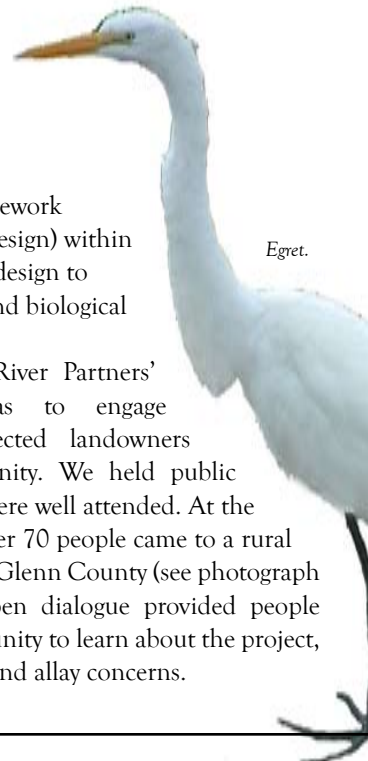 ework
esign) within
design to
nd biological
Egret.
River Partners'
as to engage
ected landowners
nity. We held public
ere well attended. At the
er 70 people came to a rural
Glenn County (see photograph
en dialogue provided people
unity to learn about the project,
nd allay concerns.